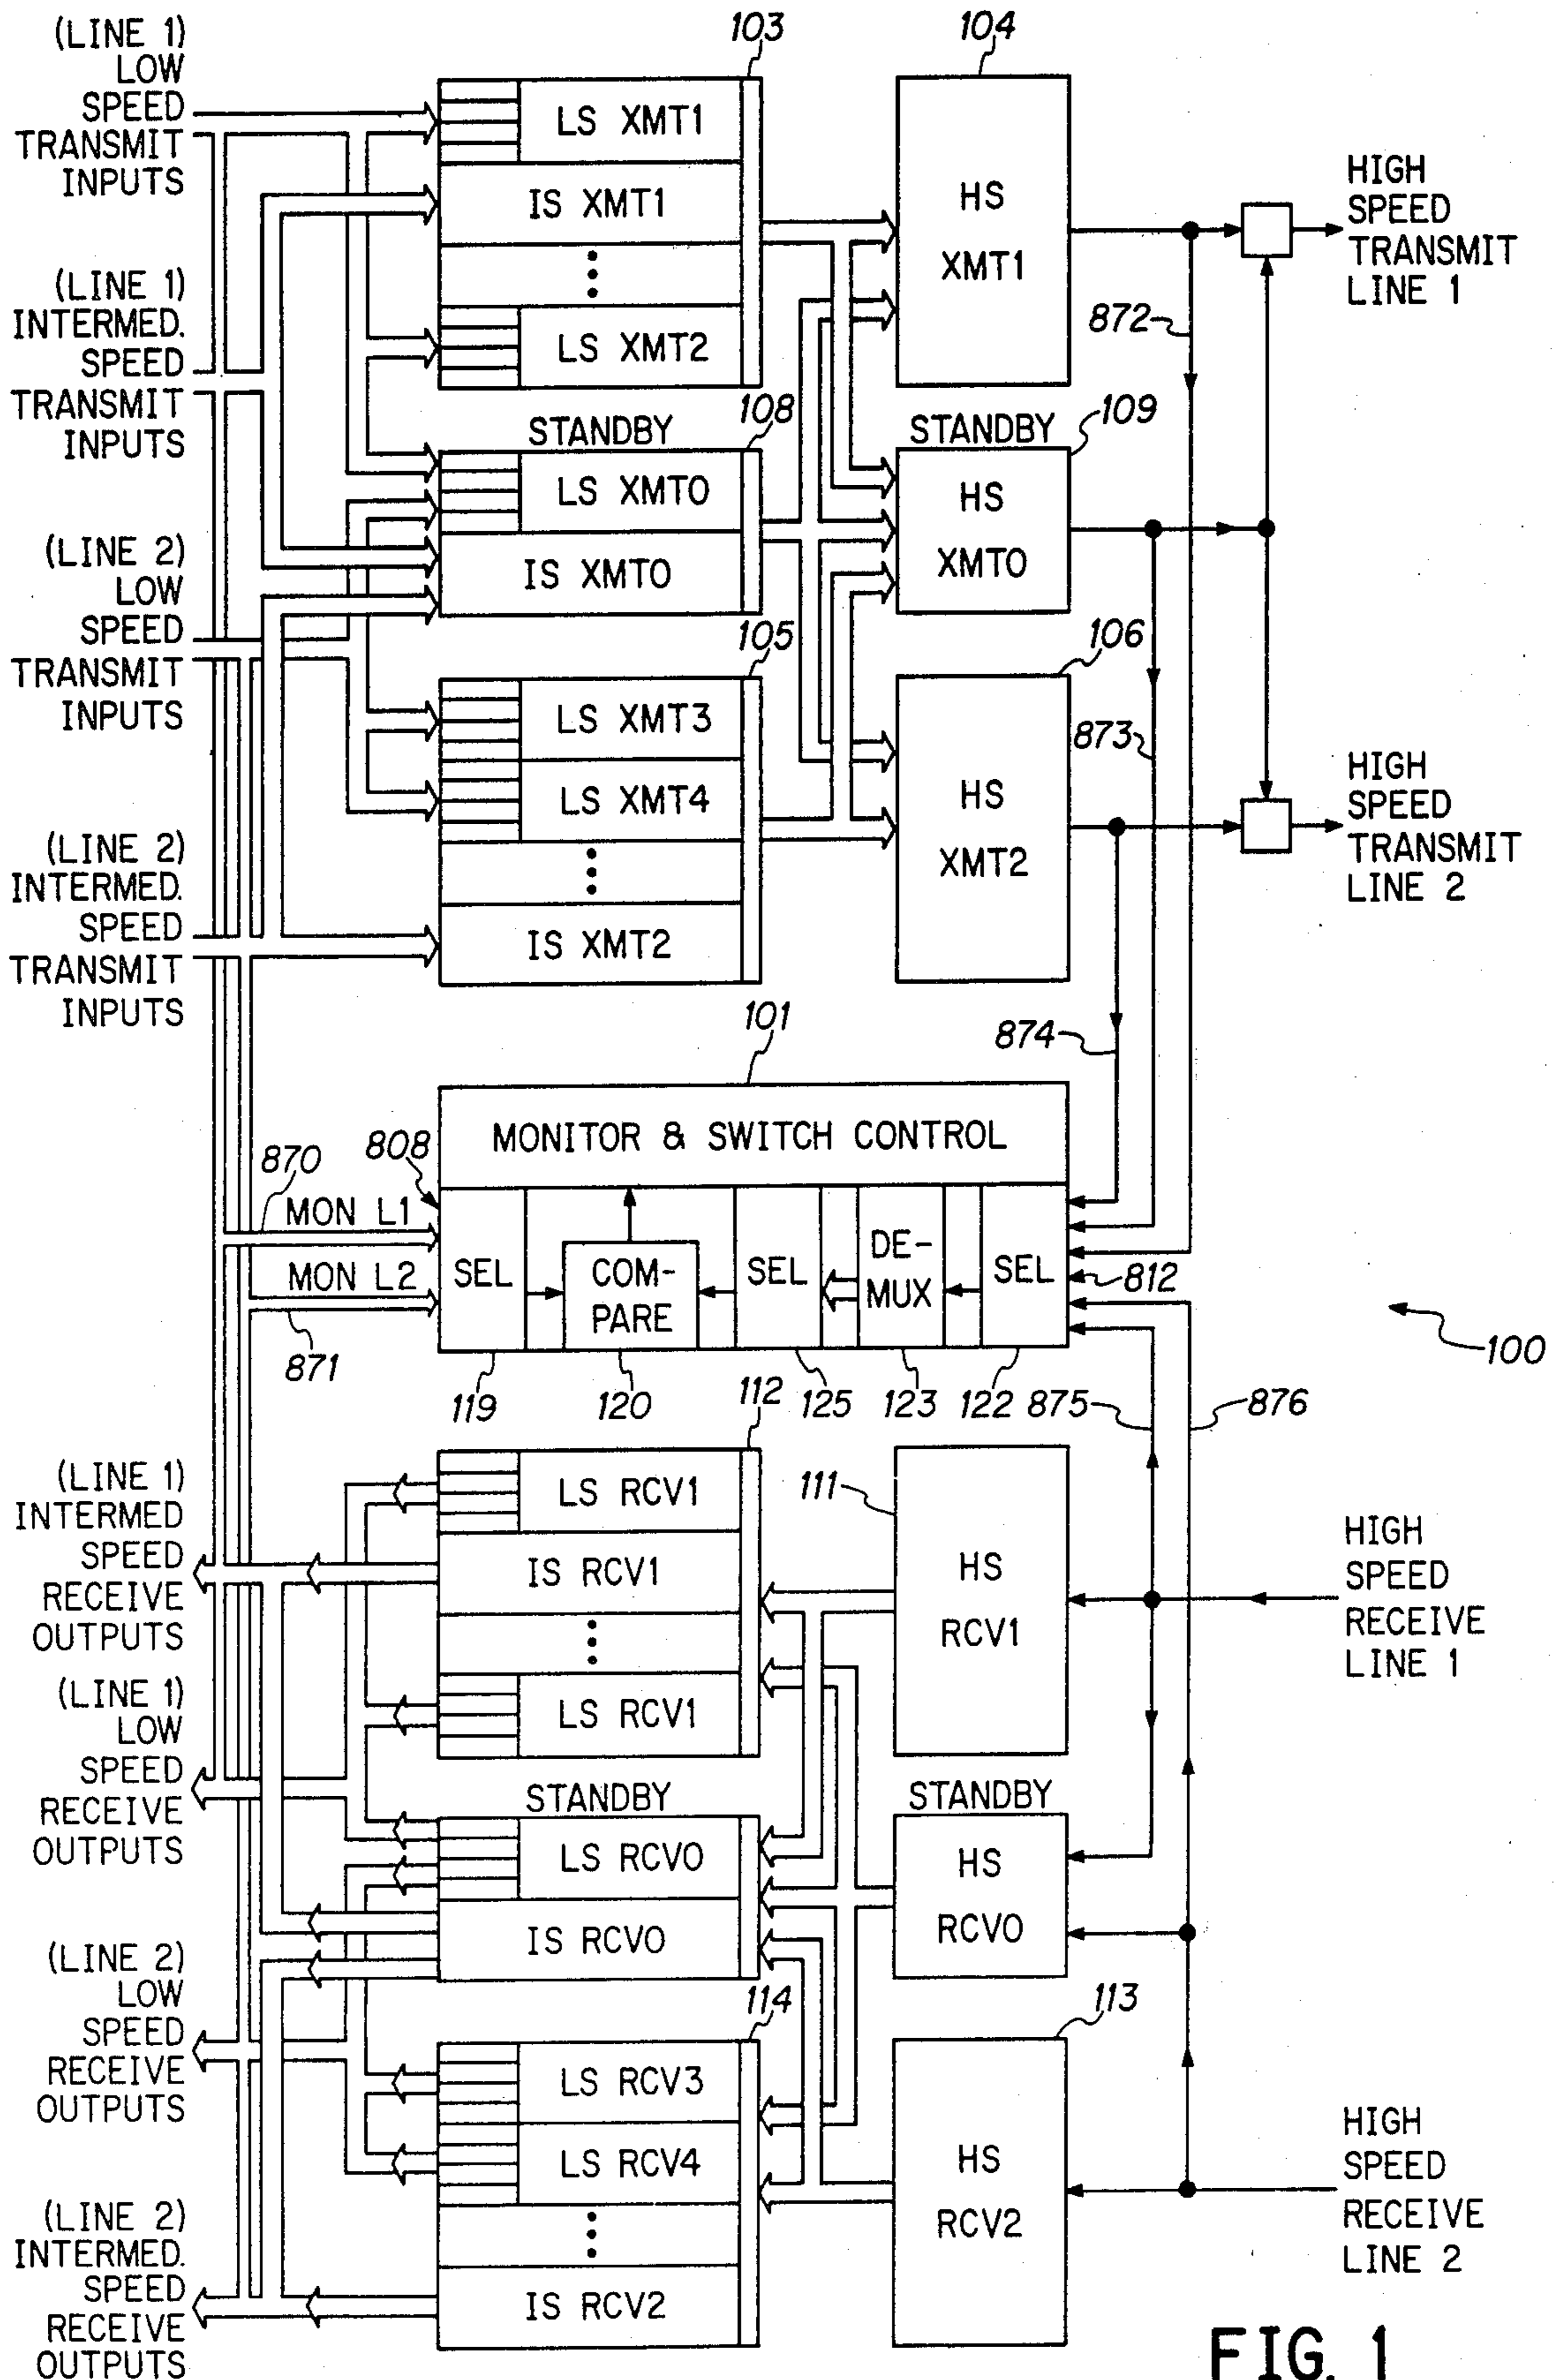 (LINE 1)
LOW
SPEED
TRANSMIT
INPUTS
(LINE 1)
INTERMED.
SPEED
TRANSMIT
INPUTS
(LINE 2)
LOW
SPEED
TRANSMIT
INPUTS
(LINE 2)
INTERMED.
SPEED
TRANSMIT
INPUTS
103
LS XMT1
IS XMT1
LS XMT2
108
STANDBY
LS XMT0
IS XMT0
105
LS XMT3
LS XMT4
IS XMT2
104
HS
XMT1
STANDBY
109
HS
XMT0
106
HS
XMT2
872
873
874
HIGH
SPEED
TRANSMIT
LINE 1
HIGH
SPEED
TRANSMIT
LINE 2
101
MONITOR & SWITCH CONTROL
808
870
MON L1
MON L2
871
SEL
COM-
PARE
SEL
DE-
MUX
SEL
812
119
120
125
123
122
875
876
100
(LINE 1)
INTERMED
SPEED
RECEIVE
OUTPUTS
(LINE 1)
LOW
SPEED
RECEIVE
OUTPUTS
(LINE 2)
LOW
SPEED
RECEIVE
OUTPUTS
(LINE 2)
INTERMED.
SPEED
RECEIVE
OUTPUTS
112
LS RCV1
IS RCV1
LS RCV1
STANDBY
LS RCV0
IS RCV0
114
LS RCV3
LS RCV4
IS RCV2
111
HS
RCV1
STANDBY
HS
RCV0
113
HS
RCV2
HIGH
SPEED
RECEIVE
LINE 1
HIGH
SPEED
RECEIVE
LINE 2
FIG. 1